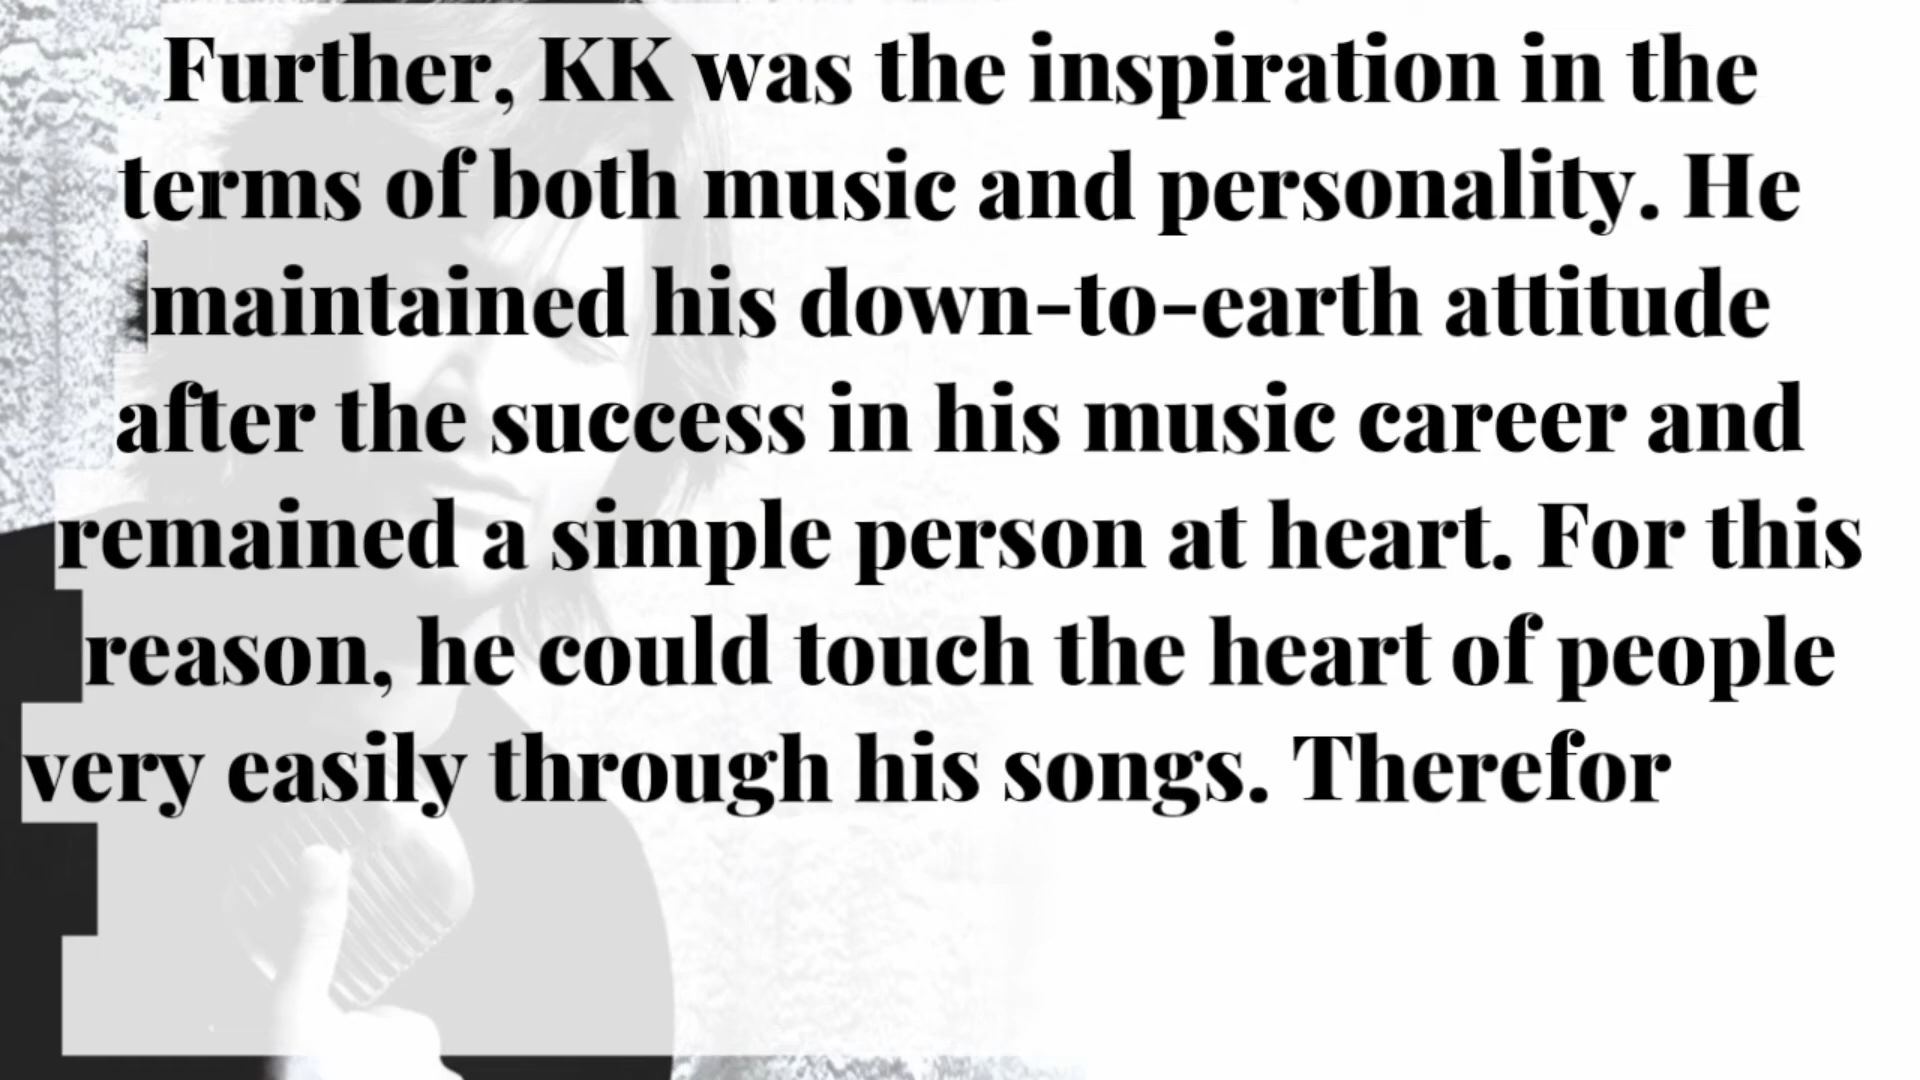 Further, KK was the inspiration in the
terms of both music and personality. He
maintained his down-to-earth attitude
after the success in his music career and
remained a simple person at heart. For this
reason, he could touch the heart of people
very easily through his songs. Therefor